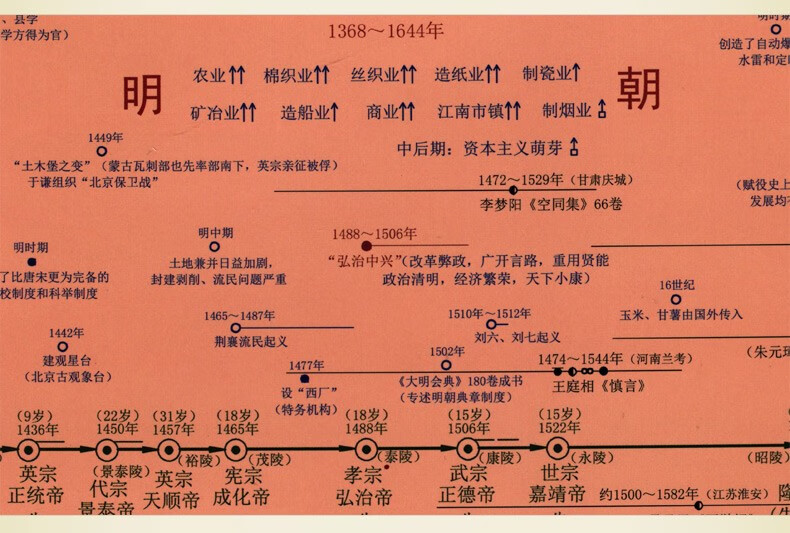 、县学
学方得为官）
1368～1644年
明时期
创造了自动爆
水雷和定时
明 朝
农业 棉织业 丝织业 造纸业 制瓷业
矿冶业 造船业 商业 江南市镇 制烟业
中后期：资本主义萌芽
1449年
“土木堡之变”（蒙古瓦剌部也先率部南下，英宗亲征被俘）
于谦组织“北京保卫战”
1472～1529年（甘肃庆城）
李梦阳《空同集》66卷
（赋役史上
发展均有
明时期
了比唐宋更为完备的
校制度和科举制度
明中期
土地兼并日益加剧，
封建剥削、流民问题严重
1488～1506年
“弘治中兴”（改革弊政，广开言路，重用贤能
政治清明，经济繁荣，天下小康）
16世纪
玉米、甘薯由国外传入
1465～1487年
荆襄流民起义
1510年～1512年
刘六、刘七起义
1442年
建观星台
（北京古观象台）
1477年
设“西厂”
（特务机构）
1502年
《大明会典》180卷成书
（专述明朝典章制度）
1474～1544年（河南兰考）
王庭相《慎言》
（朱元璋
（9岁） （22岁） （31岁） （18岁） （18岁） （15岁） （15岁）
1436年 1450年 1457年 1465年 1488年 1506年 1522年
（景泰陵） （裕陵） （茂陵） （泰陵） （康陵） （永陵） （昭陵）
英宗 代宗 英宗 宪宗 孝宗 武宗 世宗
正统帝 景泰帝 天顺帝 成化帝 弘治帝 正德帝 嘉靖帝
约1500～1582年（江苏淮安）